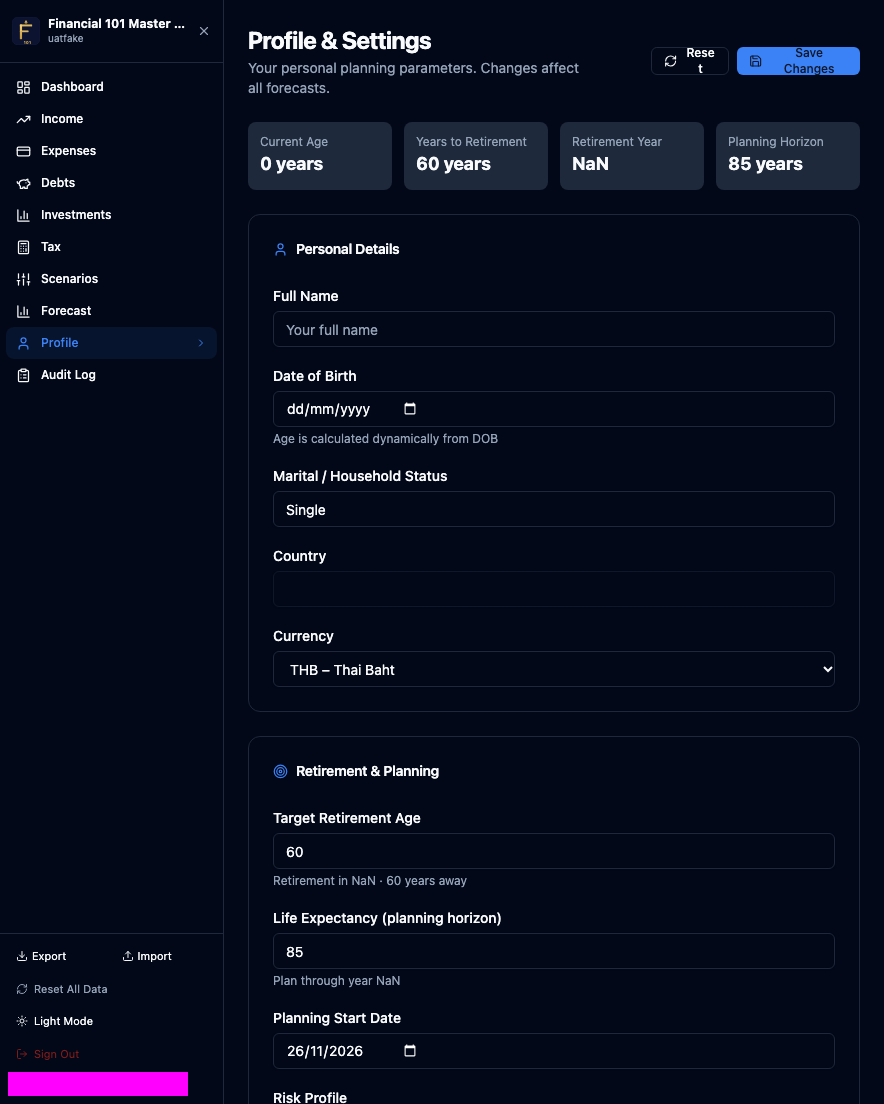 Financial 101 Master ...
uatfake
Dashboard
Income
Expenses
Debts
Investments
Tax
Scenarios
Forecast
Profile
Audit Log
Export
Import
Reset All Data
Light Mode
Sign Out
Profile & Settings
Your personal planning parameters. Changes affect
all forecasts.
Rese
t
Save
Changes
Current Age
0 years
Years to Retirement
60 years
Retirement Year
NaN
Planning Horizon
85 years
Personal Details
Full Name
Your full name
Date of Birth
dd/mm/yyyy
Age is calculated dynamically from DOB
Marital / Household Status
Single
Country
Currency
THB – Thai Baht
Retirement & Planning
Target Retirement Age
60
Retirement in NaN · 60 years away
Life Expectancy (planning horizon)
85
Plan through year NaN
Planning Start Date
26/11/2026
Risk Profile